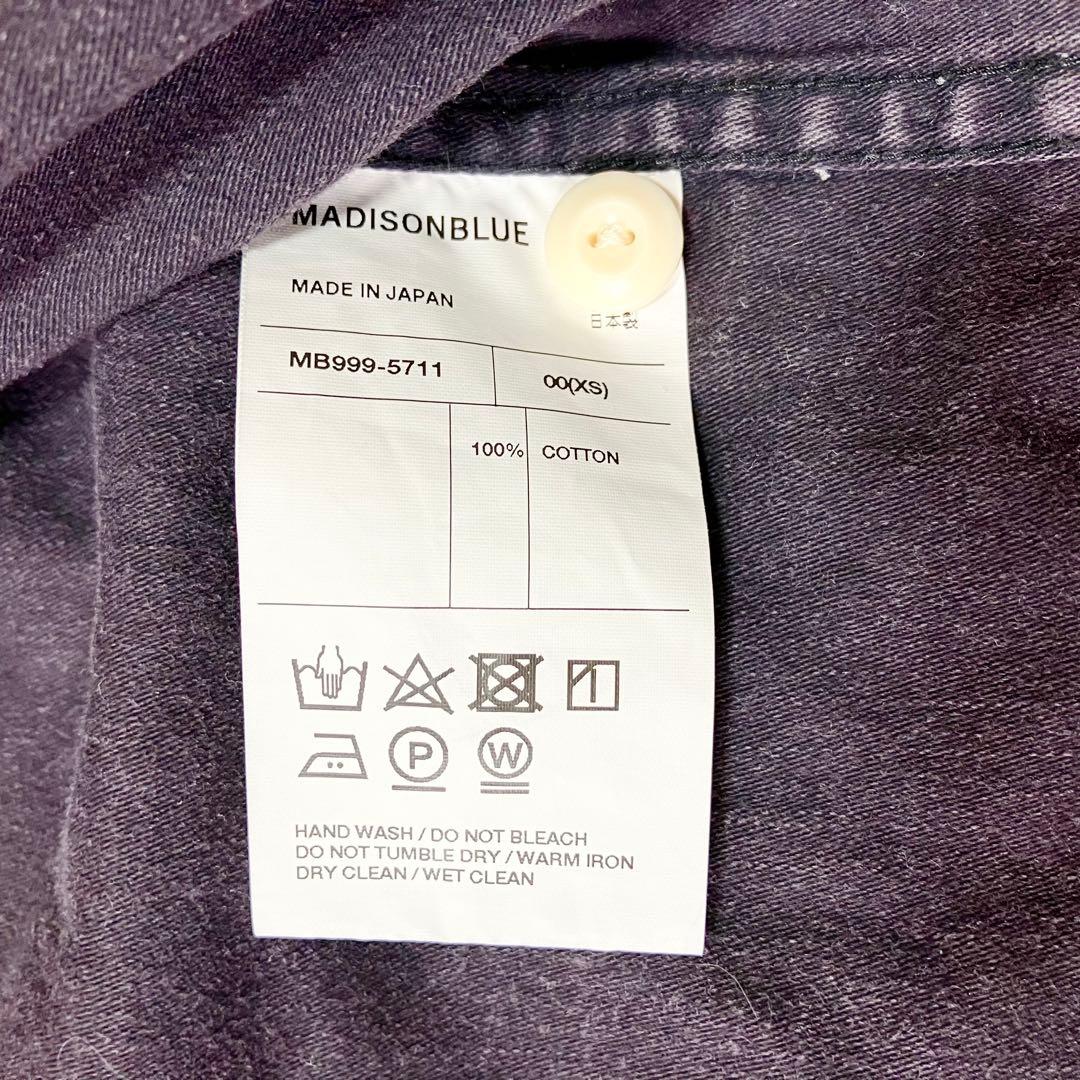 MADISONBLUE
MADE IN JAPAN
日本製
MB999-5711 00(XS)
100% COTTON
P W
HAND WASH / DO NOT BLEACH
DO NOT TUMBLE DRY / WARM IRON
DRY CLEAN / WET CLEAN